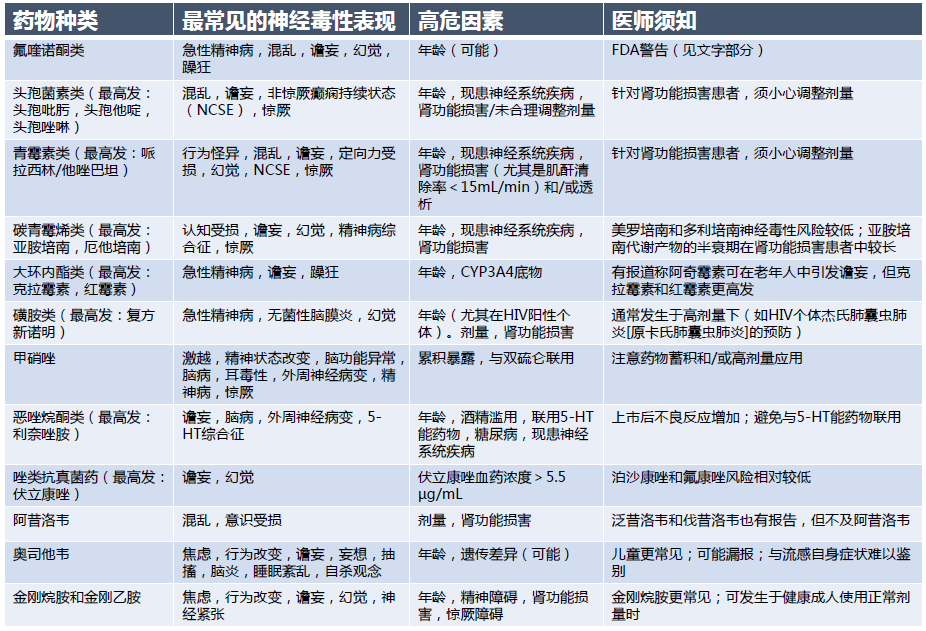 药物种类 最常见的神经毒性表现 高危因素 医师须知
氟喹诺酮类
急性精神病，混乱，谵妄，幻觉，
躁狂
年龄（可能）
FDA警告（见文字部分）
头孢菌素类（最高发：
头孢吡肟，头孢他啶，
头孢唑啉）
混乱，谵妄，非惊厥癫痫持续状态
（NCSE），惊厥
年龄，现患神经系统疾病，
肾功能损害/未合理调整剂量
针对肾功能损害患者，须小心调整剂量
青霉素类（最高发：哌
拉西林/他唑巴坦）
行为怪异，混乱，谵妄，定向力受
损，幻觉，NCSE，惊厥
年龄，现患神经系统疾病，
肾功能损害（尤其是肌酐清
除率＜15mL/min）和/或透
析
针对肾功能损害患者，须小心调整剂量
碳青霉烯类（最高发：
亚胺培南，厄他培南）
认知受损，谵妄，幻觉，精神病综
合征，惊厥
年龄，现患神经系统疾病，
肾功能损害
美罗培南和多利培南神经毒性风险较低；亚胺培
南代谢产物的半衰期在肾功能损害患者中较长
大环内酯类（最高发：
克拉霉素，红霉素）
急性精神病，谵妄，躁狂
年龄，CYP3A4底物
有报道称阿奇霉素可在老年人中引发谵妄，但克
拉霉素和红霉素更高发
磺胺类（最高发：复方
新诺明）
急性精神病，无菌性脑膜炎，幻觉
年龄（尤其在HIV阳性个
体）。剂量，肾功能损害
通常发生于高剂量下（如HIV个体杰氏肺囊虫肺
炎[原卡氏肺囊虫肺炎]的预防）
甲硝唑
激越，精神状态改变，脑功能异常，
脑病，耳毒性，外周神经病变，精
神病，惊厥
累积暴露，与双硫仑联用
注意药物蓄积和/或高剂量应用
恶唑烷酮类（最高发：
利奈唑胺）
谵妄，脑病，外周神经病变，5-
HT综合征
年龄，酒精滥用，联用5-HT
能药物，糖尿病，现患神经
系统疾病
上市后不良反应增加；避免与5-HT能药物联用
唑类抗真菌药（最高发：
伏立康唑）
谵妄，幻觉
伏立康唑血药浓度＞5.5
μg/mL
泊沙康唑和氟康唑风险相对较低
阿昔洛韦
混乱，意识受损
剂量，肾功能损害
泛昔洛韦和伐昔洛韦也有报告，但不及阿昔洛韦
奥司他韦
焦虑，行为改变，谵妄，妄想，抽
搐，脑炎，睡眠紊乱，自杀观念
年龄，遗传差异（可能）
儿童更常见；可能漏报；与流感自身症状难以鉴
别
金刚烷胺和金刚乙胺
焦虑，行为改变，谵妄，幻觉，神
经紧张
年龄，精神障碍，肾功能损
害，惊厥障碍
金刚烷胺更常见；可发生于健康成人使用正常剂
量时